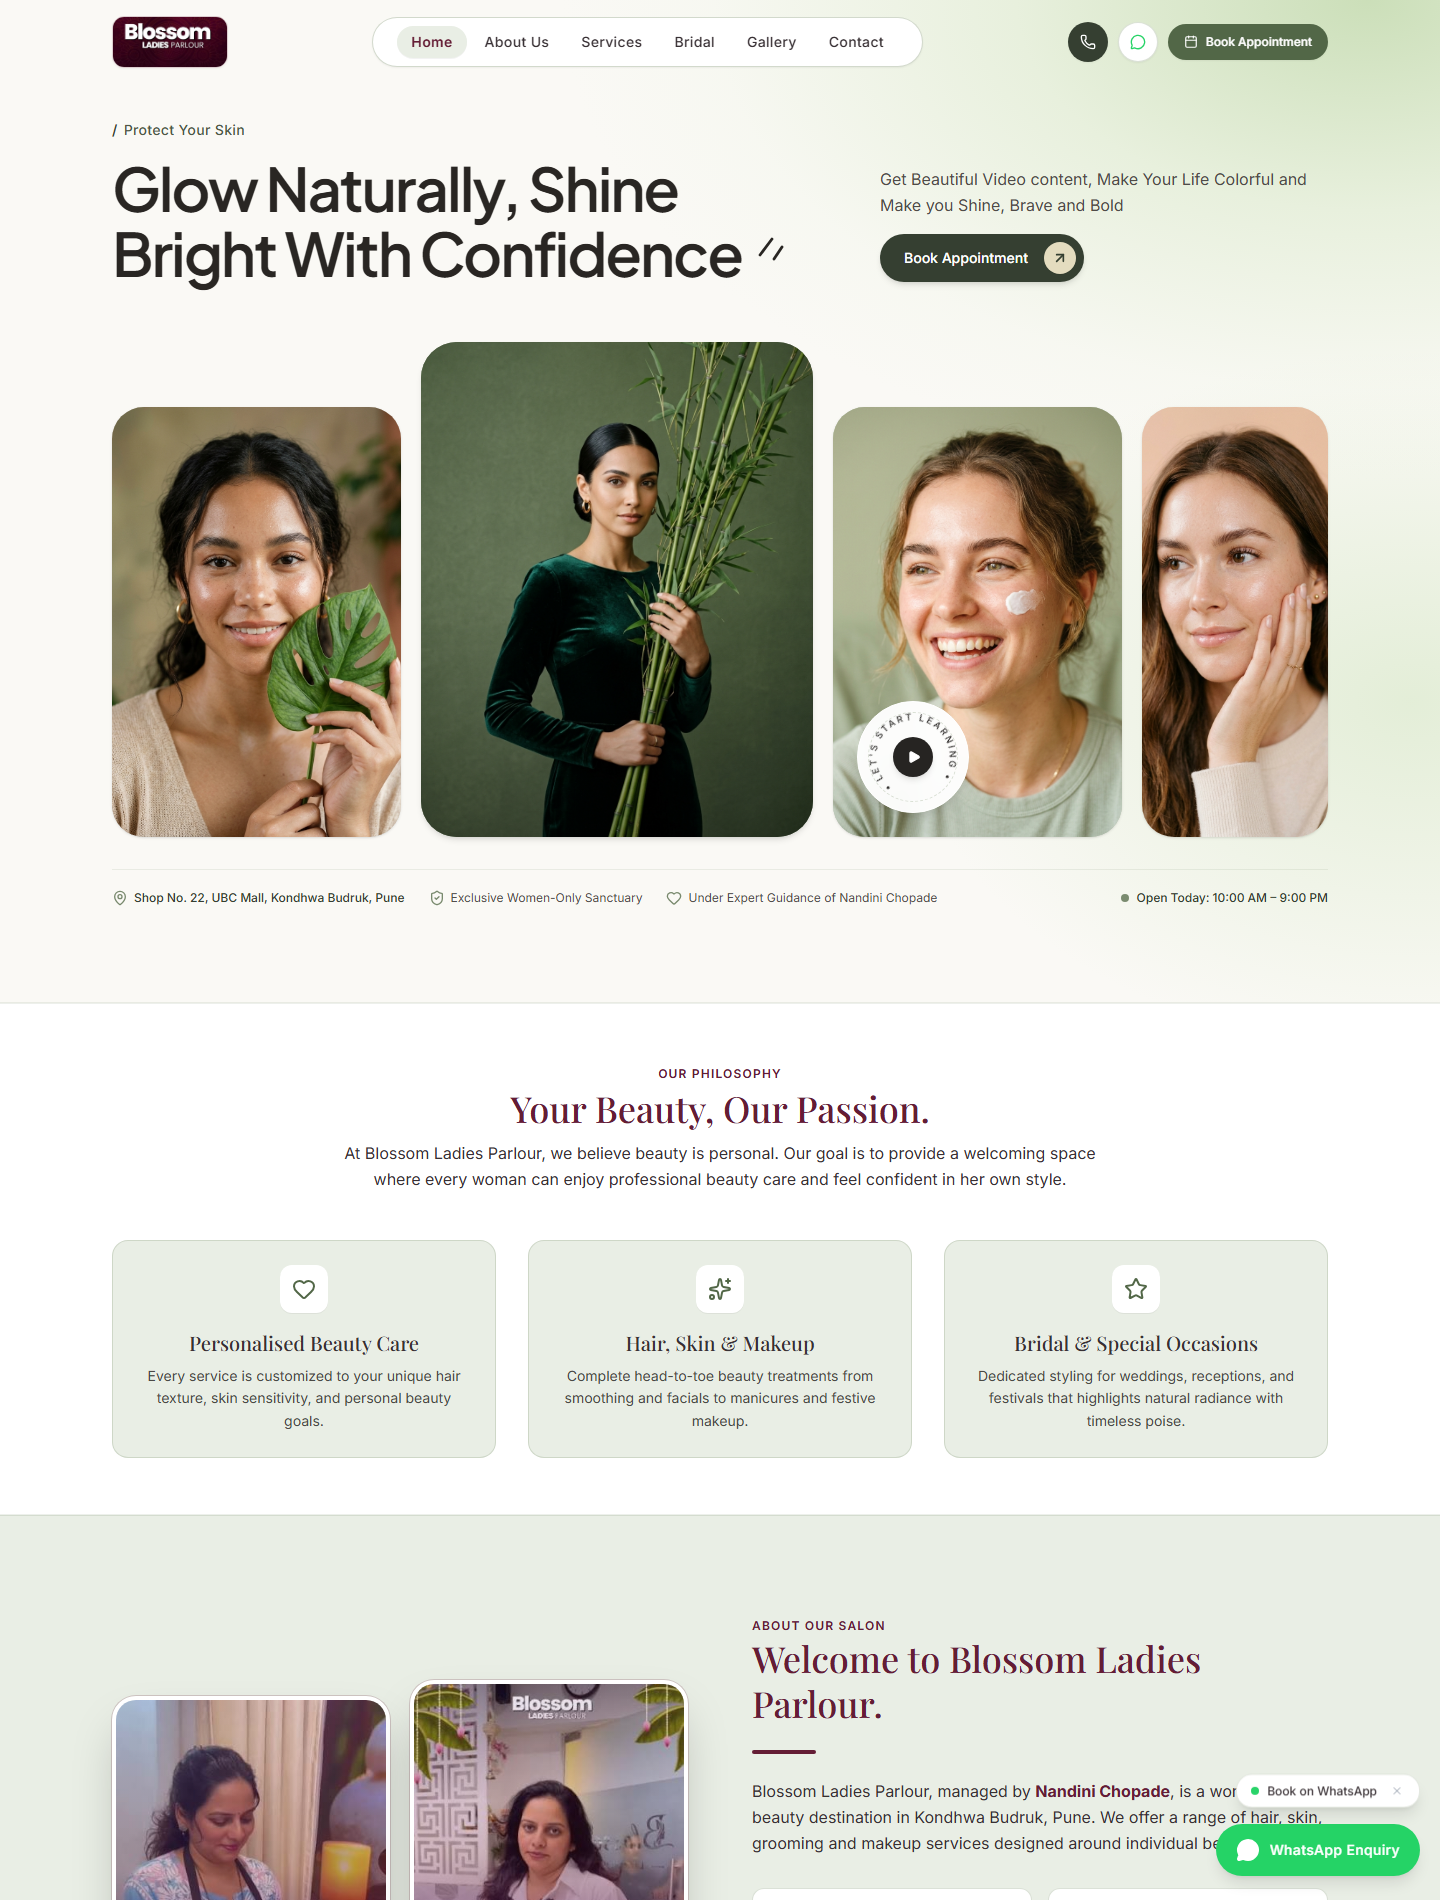 Blossom
LADIES PARLOUR
Home
About Us
Services
Bridal
Gallery
Contact
Book Appointment
/ Protect Your Skin
Glow Naturally, Shine
Bright With Confidence
Get Beautiful Video content, Make Your Life Colorful and
Make you Shine, Brave and Bold
Book Appointment
• LET'S START LEARNING •
Shop No. 22, UBC Mall, Kondhwa Budruk, Pune
Exclusive Women-Only Sanctuary
Under Expert Guidance of Nandini Chopade
Open Today: 10:00 AM – 9:00 PM
OUR PHILOSOPHY
Your Beauty, Our Passion.
At Blossom Ladies Parlour, we believe beauty is personal. Our goal is to provide a welcoming space
where every woman can enjoy professional beauty care and feel confident in her own style.
Personalised Beauty Care
Every service is customized to your unique hair
texture, skin sensitivity, and personal beauty
goals.
Hair, Skin & Makeup
Complete head-to-toe beauty treatments from
smoothing and facials to manicures and festive
makeup.
Bridal & Special Occasions
Dedicated styling for weddings, receptions, and
festivals that highlights natural radiance with
timeless poise.
Blossom
LADIES PARLOUR
ABOUT OUR SALON
Welcome to Blossom Ladies
Parlour.
Blossom Ladies Parlour, managed by Nandini Chopade, is a
beauty destination in Kondhwa Budruk, Pune. We offer a range of hair, skin,
grooming and makeup services designed around individual
Book on WhatsApp
WhatsApp Enquiry